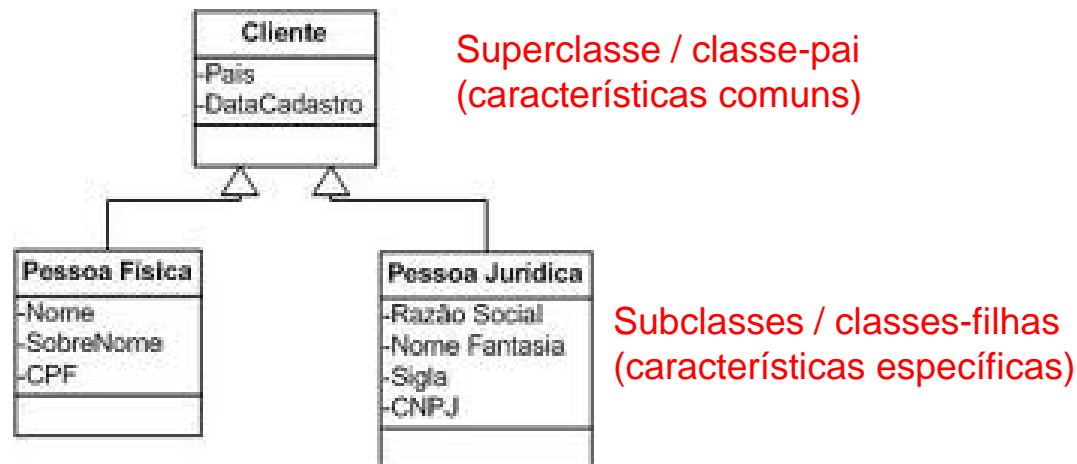 Cliente
-Pais
-DataCadastro
Superclasse / classe-pai
(características comuns)
Pessoa Física
-Nome
-SobreNome
-CPF
Pessoa Juridica
-Razão Social
-Nome Fantasia
-Sigla
-CNPJ
Subclasses / classes-filhas
(características específicas)